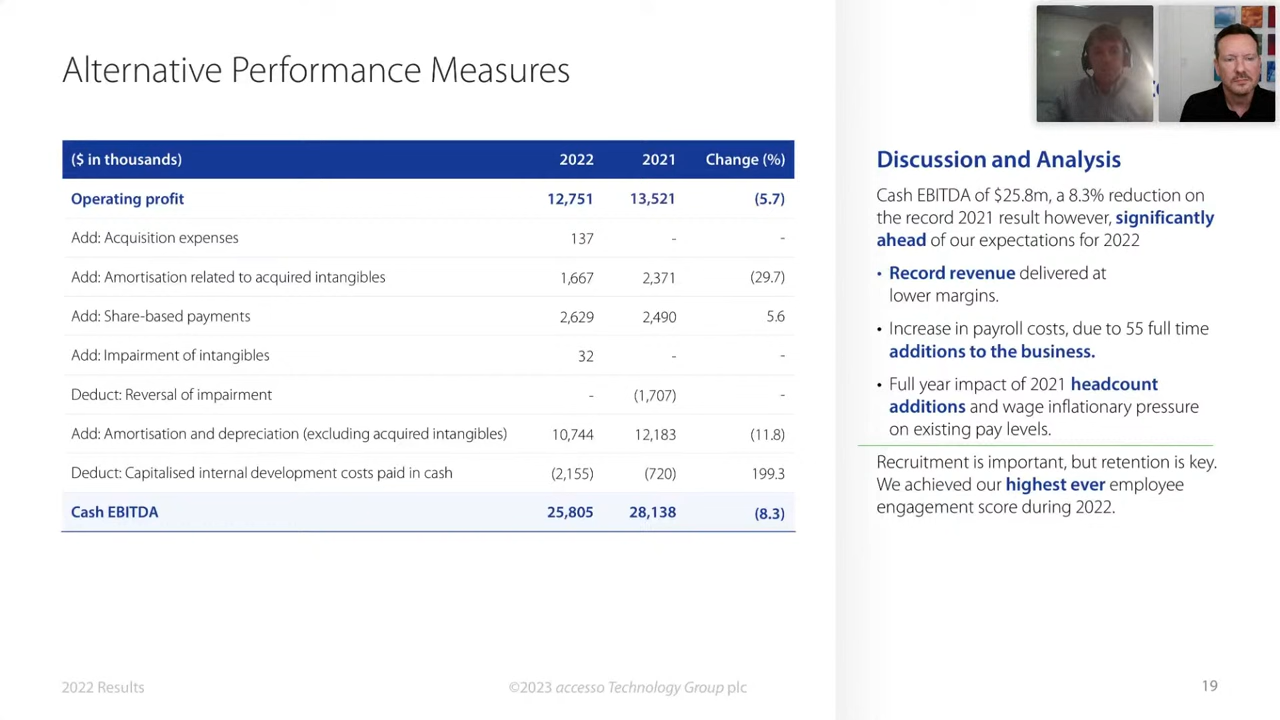 Alternative Performance Measures
($ in thousands) 2022 2021 Change (%)
Operating profit 12,751 13,521 (5.7)
Add: Acquisition expenses 137 - -
Add: Amortisation related to acquired intangibles 1,667 2,371 (29.7)
Add: Share-based payments 2,629 2,490 5.6
Add: Impairment of intangibles 32 - -
Deduct: Reversal of impairment - (1,707) -
Add: Amortisation and depreciation (excluding acquired intangibles) 10,744 12,183 (11.8)
Deduct: Capitalised internal development costs paid in cash (2,155) (720) 199.3
Cash EBITDA 25,805 28,138 (8.3)
Discussion and Analysis
Cash EBITDA of $25.8m, a 8.3% reduction on
the record 2021 result however, significantly
ahead of our expectations for 2022
• Record revenue delivered at
lower margins.
• Increase in payroll costs, due to 55 full time
additions to the business.
• Full year impact of 2021 headcount
additions and wage inflationary pressure
on existing pay levels.
Recruitment is important, but retention is key.
We achieved our highest ever employee
engagement score during 2022.
2022 Results
©2023 accesso Technology Group plc
19